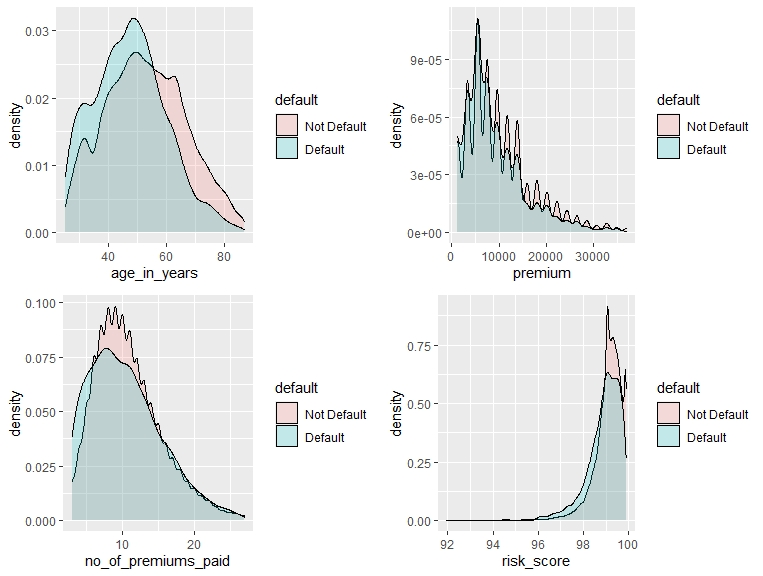 0.03
0.02
0.01
0.00
density
40
60
80
age_in_years
default
Not Default
Default
9e-05
6e-05
3e-05
0e+00
density
0
10000
20000
30000
premium
default
Not Default
Default
0.100
0.075
0.050
0.025
0.000
density
10
20
no_of_premiums_paid
default
Not Default
Default
0.75
0.50
0.25
0.00
density
92
94
96
98
100
risk_score
default
Not Default
Default